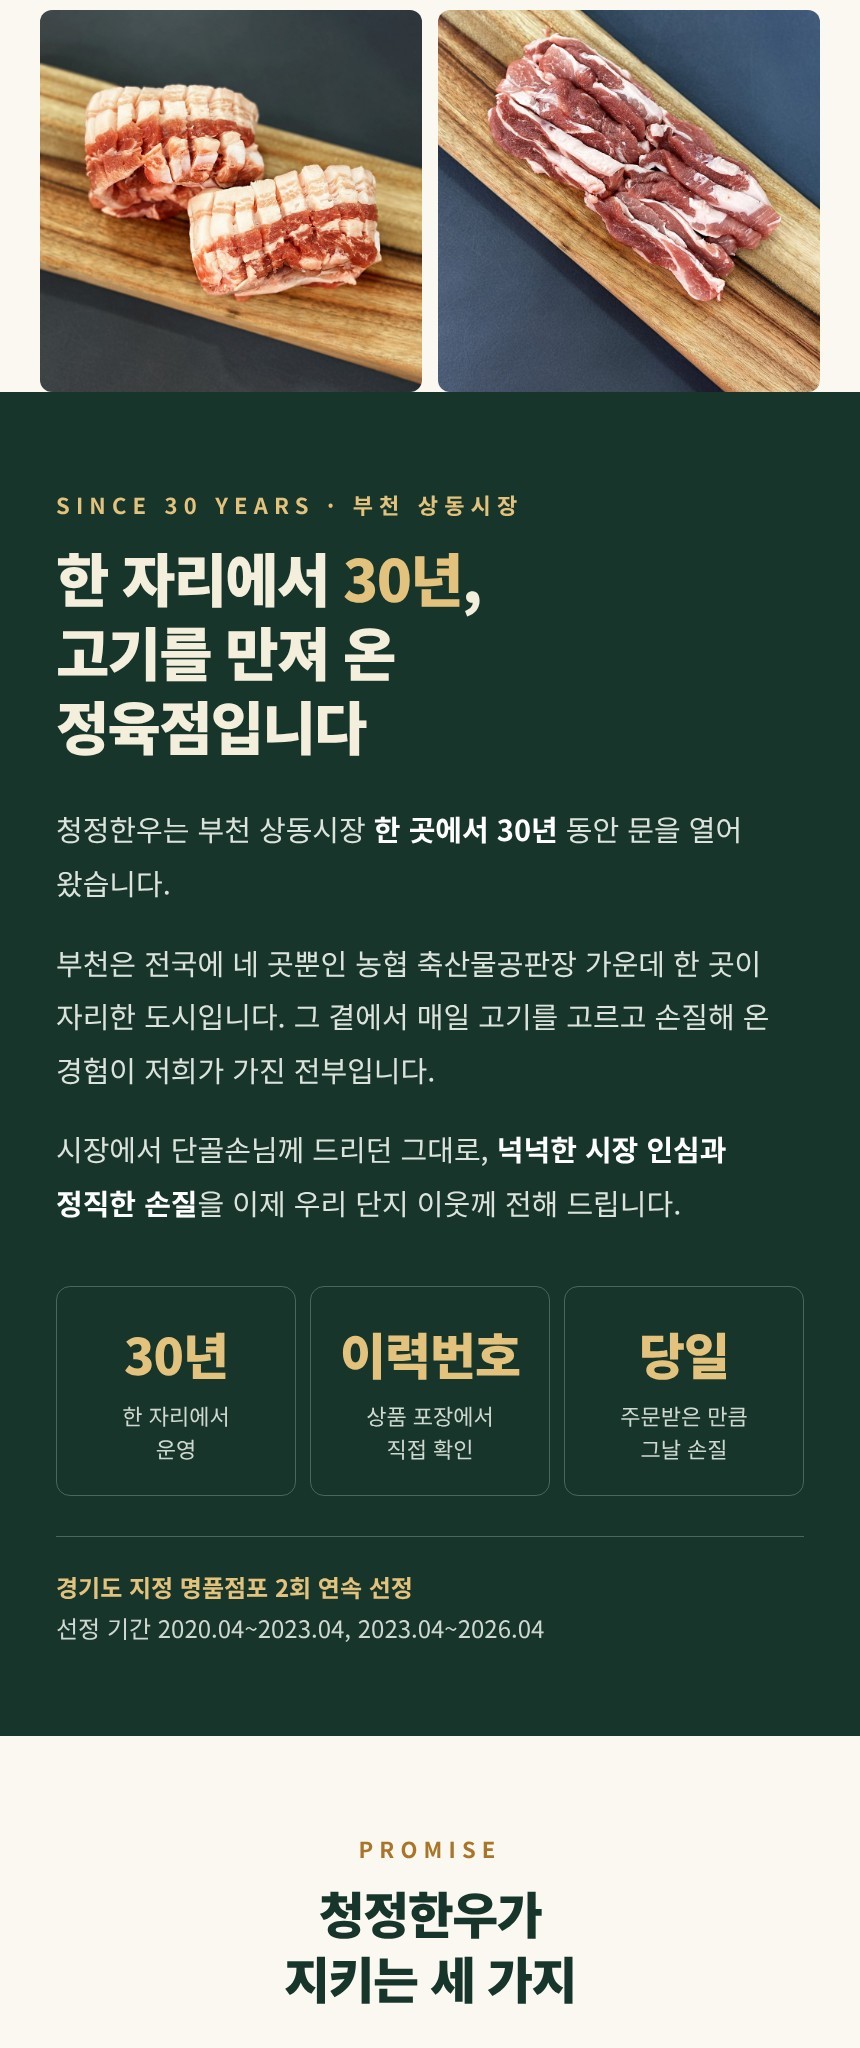 SINCE 30 YEARS · 부천 상동시장
한 자리에서 30년,
고기를 만져 온
정육점입니다
청정한우는 부천 상동시장 한 곳에서 30년 동안 문을 열어
왔습니다.
부천은 전국에 네 곳뿐인 농협 축산물공판장 가운데 한 곳이
자리한 도시입니다. 그 곁에서 매일 고기를 고르고 손질해 온
경험이 저희가 가진 전부입니다.
시장에서 단골손님께 드리던 그대로, 넉넉한 시장 인심과
정직한 손질을 이제 우리 단지 이웃께 전해 드립니다.
30년
한 자리에서
운영
이력번호
상품 포장에서
직접 확인
당일
주문받은 만큼
그날 손질
경기도 지정 명품점포 2회 연속 선정
선정 기간 2020.04~2023.04, 2023.04~2026.04
PROMISE
청정한우가
지키는 세 가지